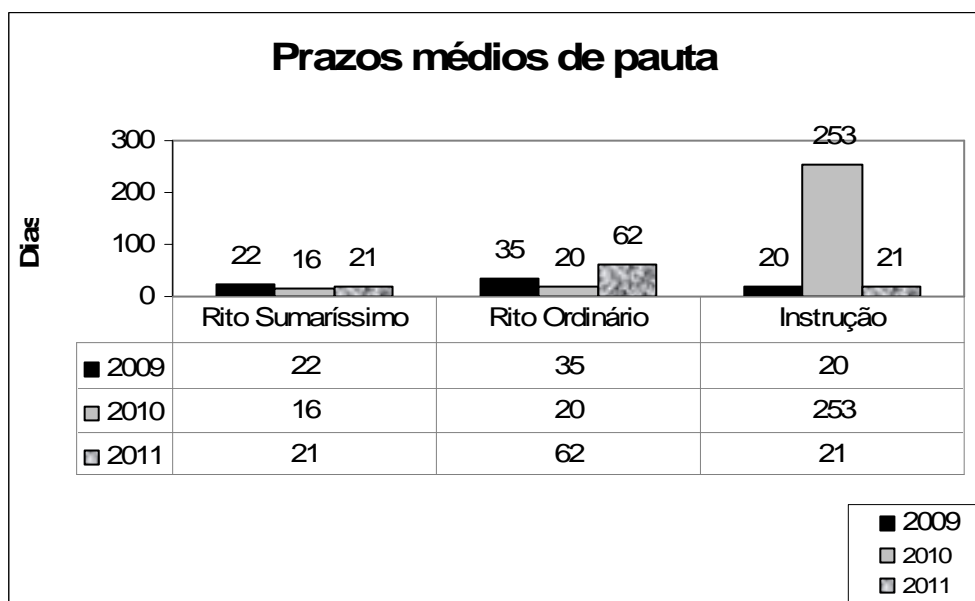 Prazos médios de pauta
Dias
300
200
100
0
22 16 21 35 20 62 20 253 21
Rito Sumaríssimo Rito Ordinário Instrução
2009 22 35 20
2010 16 20 253
2011 21 62 21
2009
2010
2011